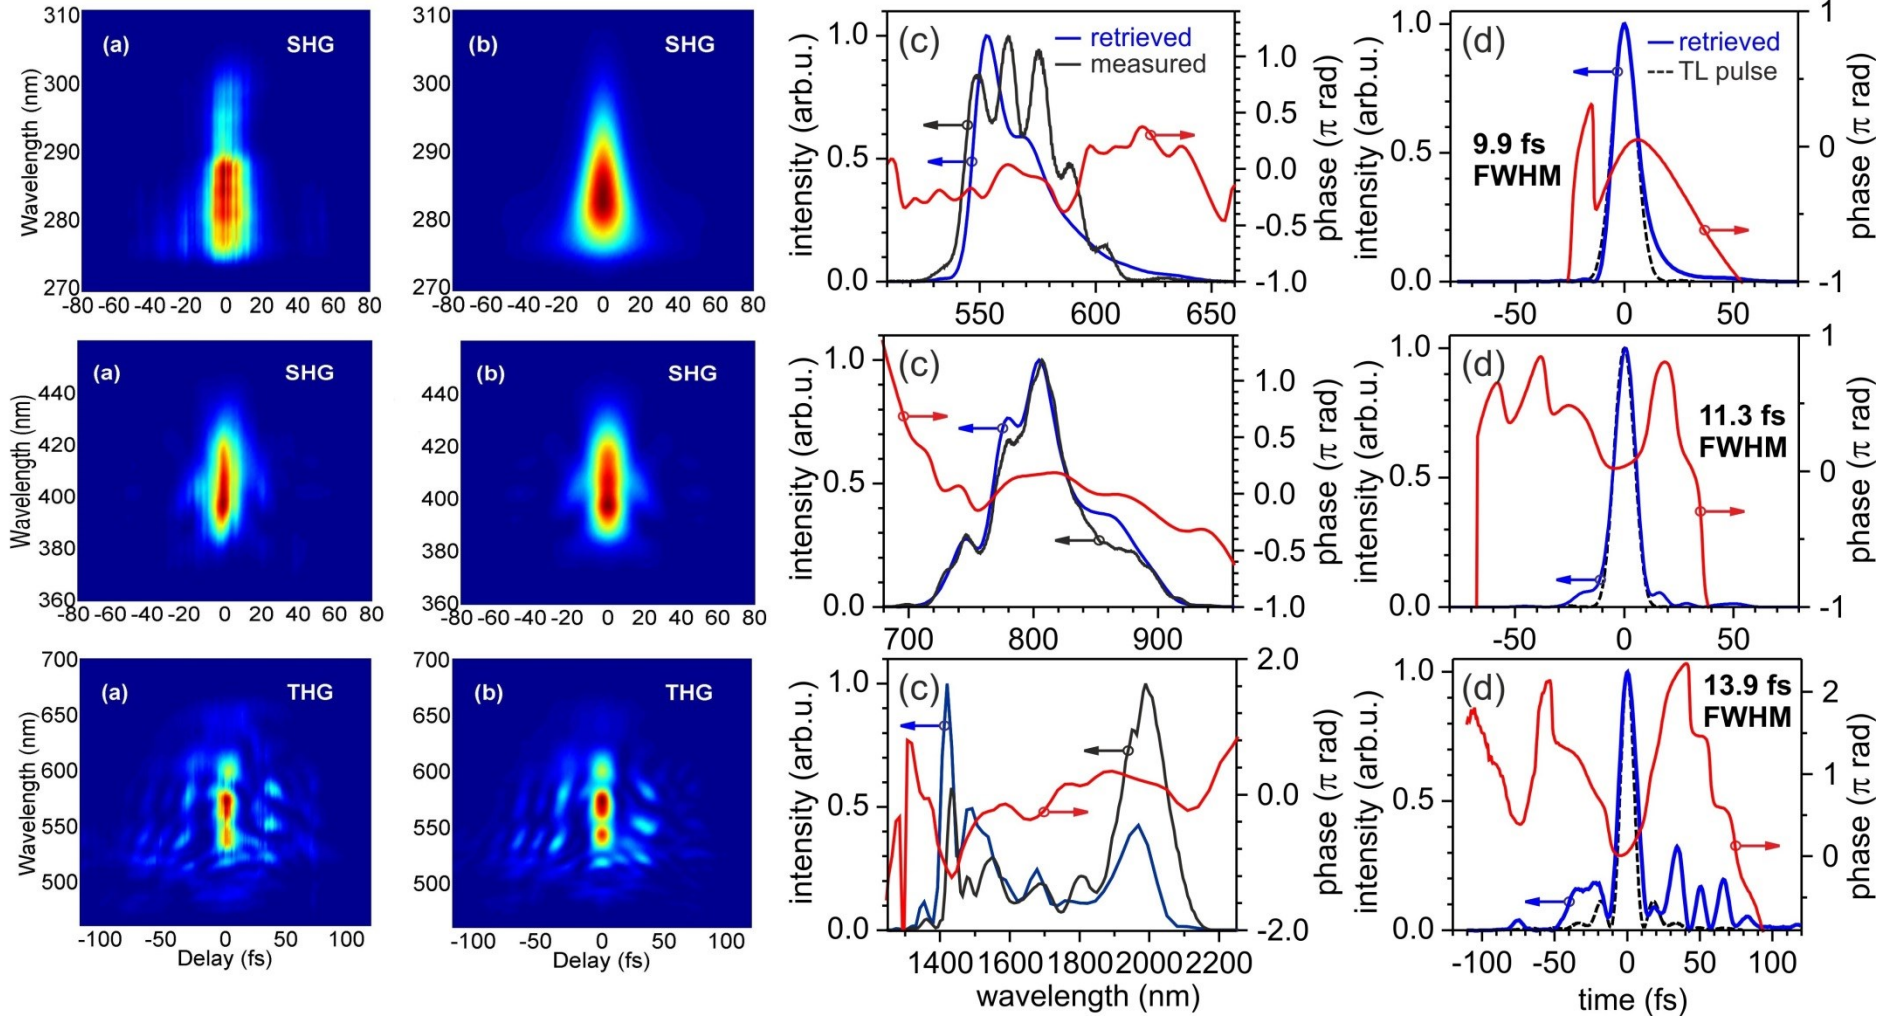 310
300
290
280
270
Wavelength (nm)
(a)
SHG
-80 -60 -40 -20 0 20 40 60 80
310
300
290
280
270
(b)
SHG
-80 -60 -40 -20 0 20 40 60 80
(c)
retrieved
measured
1.0
0.5
0.0
intensity (arb.u.)
550 600 650
1.0
0.5
0.0
-0.5
-1.0
phase (π rad)
(d)
retrieved
TL pulse
9.9 fs
FWHM
1.0
0.5
0.0
intensity (arb.u.)
-50 0 50
1
0
-1
phase (π rad)
440
420
400
380
360
Wavelength (nm)
(a)
SHG
-80 -60 -40 -20 0 20 40 60 80
440
420
400
380
360
(b)
SHG
-80 -60 -40 -20 0 20 40 60 80
(c)
1.0
0.5
0.0
intensity (arb.u.)
700 800 900
1.0
0.5
0.0
-0.5
-1.0
phase (π rad)
(d)
11.3 fs
FWHM
1.0
0.5
0.0
intensity (arb.u.)
-50 0 50
1
0
-1
phase (π rad)
700
650
600
550
500
Wavelength (nm)
(a)
THG
-100 -50 0 50 100
Delay (fs)
700
650
600
550
500
(b)
THG
-100 -50 0 50 100
Delay (fs)
(c)
1.0
0.5
0.0
intensity (arb.u.)
1400 1600 1800 2000 2200
wavelength (nm)
2.0
0.0
-2.0
phase (π rad)
(d)
13.9 fs
FWHM
1.0
0.5
0.0
intensity (arb.u.)
-100 -50 0 50 100
time (fs)
2
1
0
phase (π rad)